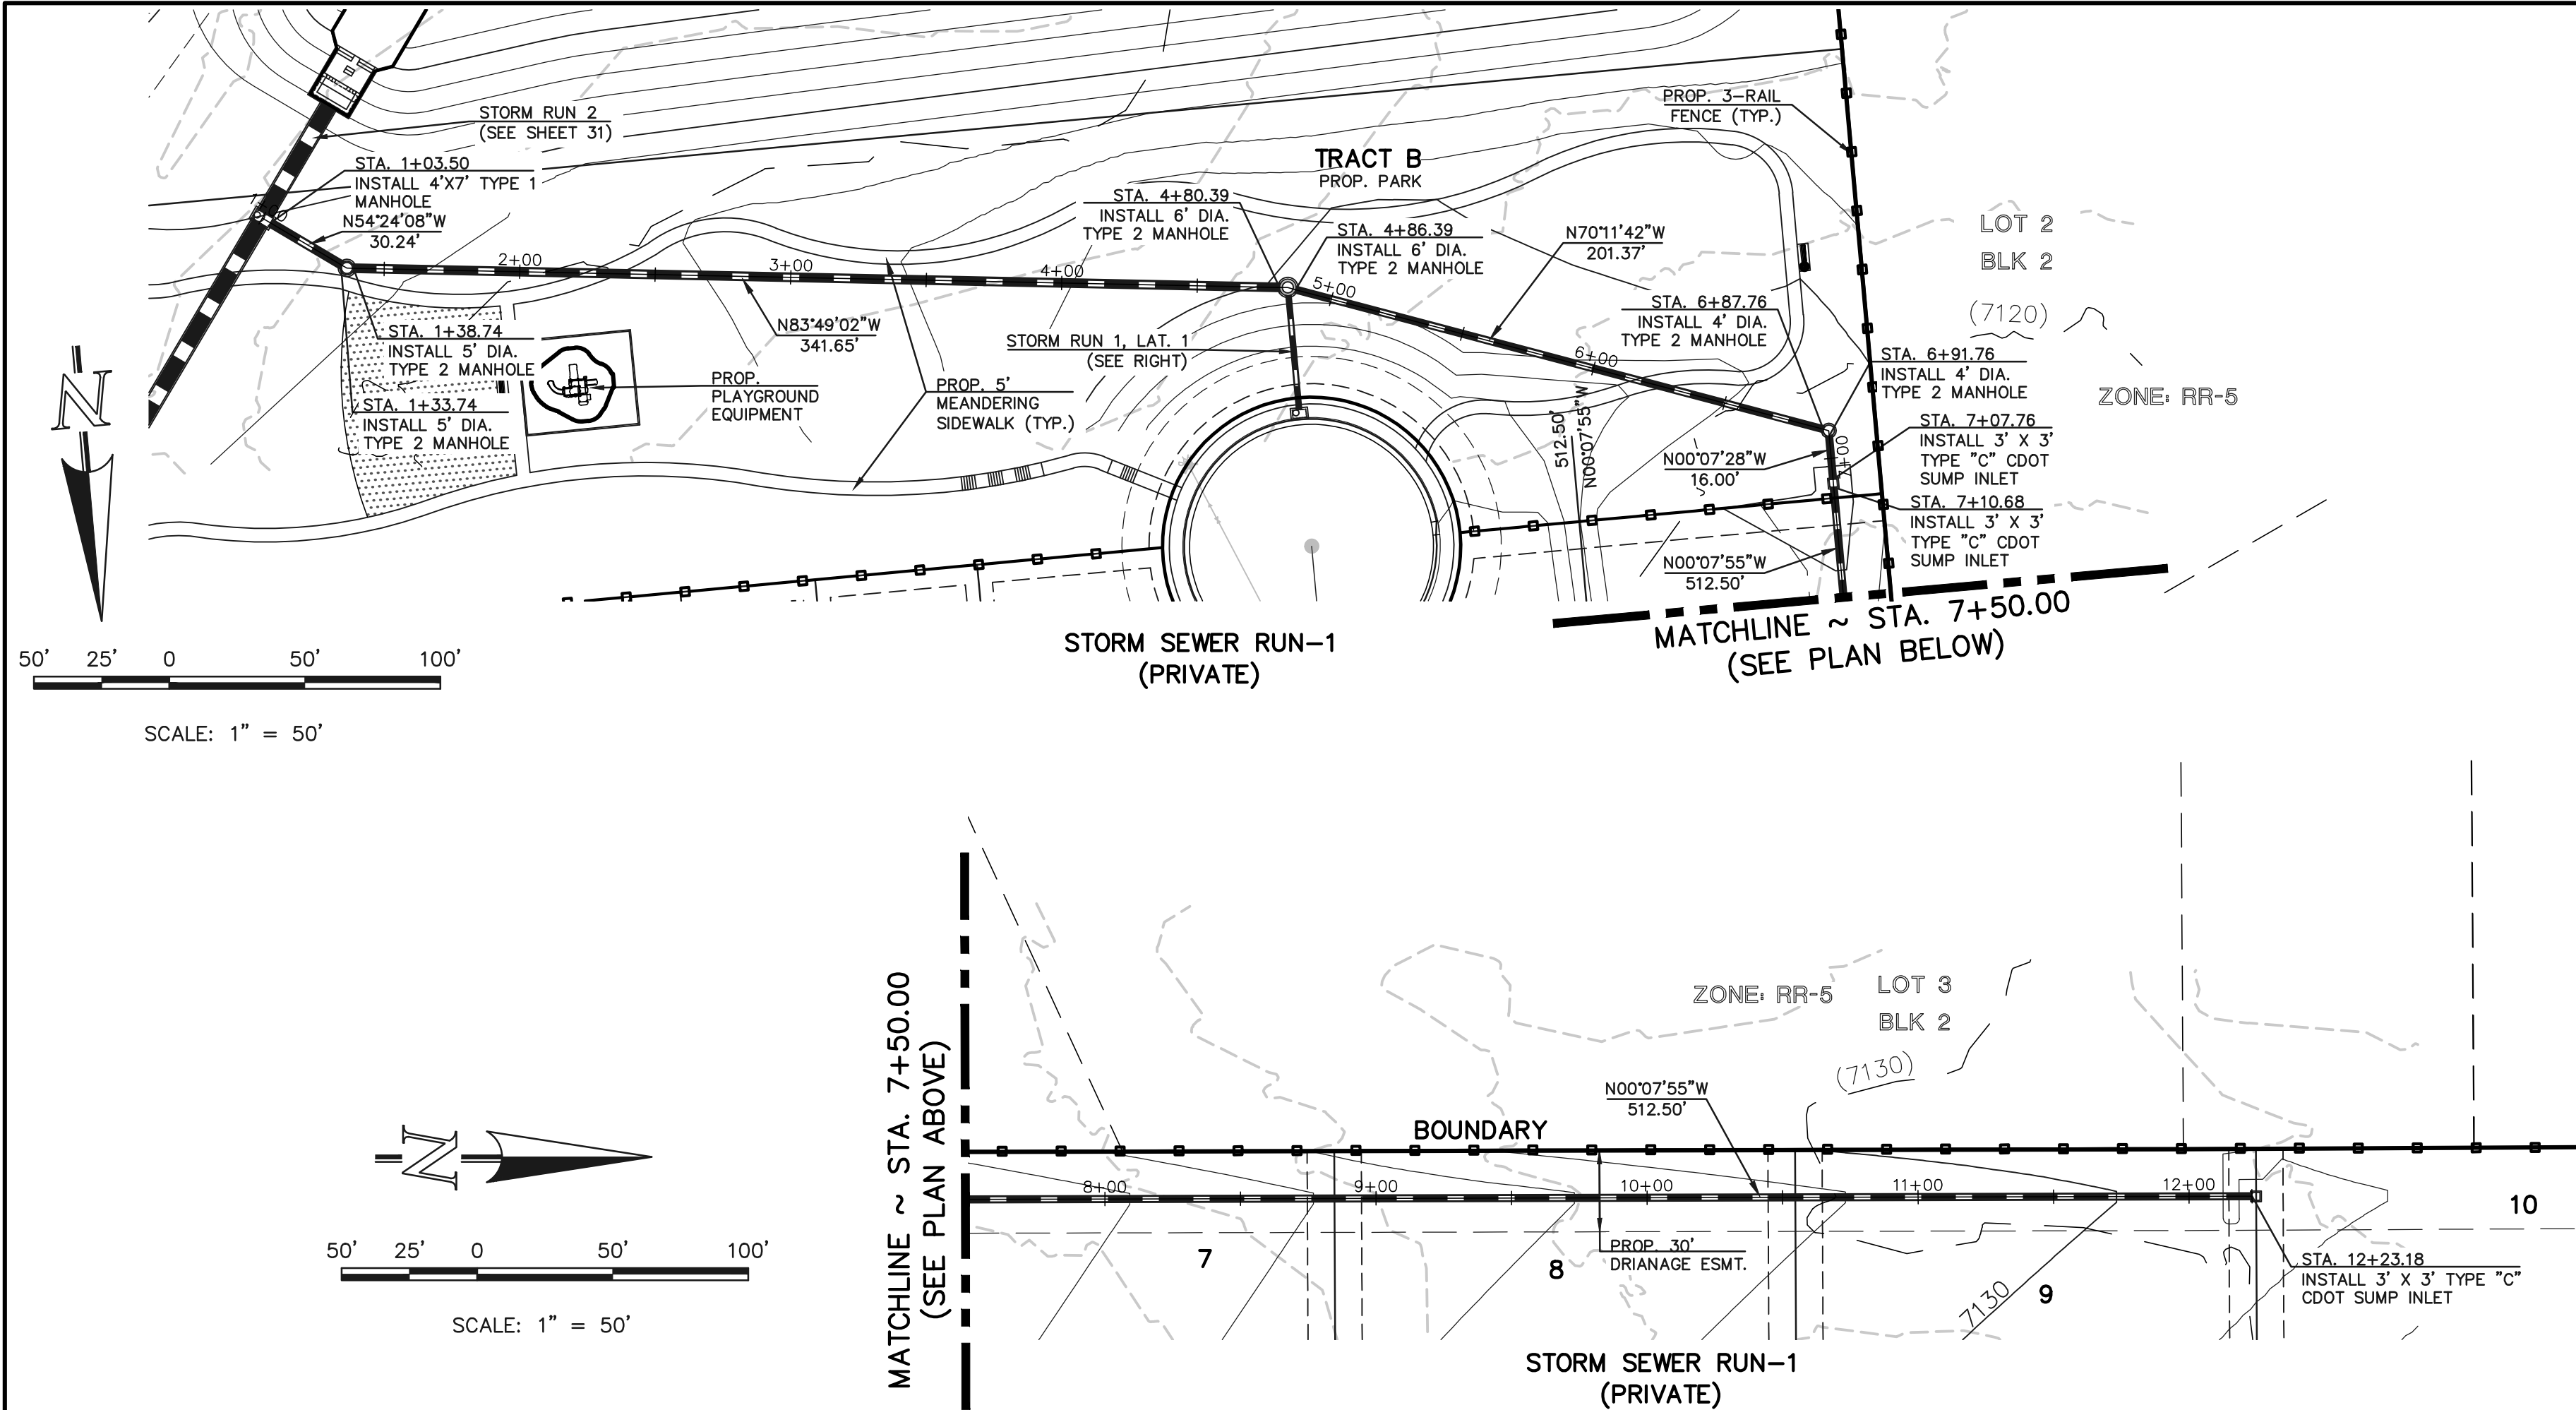 STORM RUN 2
(SEE SHEET 31)
STA. 1+03.50
INSTALL 4'X7' TYPE 1
MANHOLE
N54°24'08"W
30.24'
2+00
3+00
4+00
5+00
6+00
7+00
STA. 1+38.74
INSTALL 5' DIA.
TYPE 2 MANHOLE
STA. 1+33.74
INSTALL 5' DIA.
TYPE 2 MANHOLE
PROP.
PLAYGROUND
EQUIPMENT
N83°49'02"W
341.65'
PROP. 5'
MEANDERING
SIDEWALK (TYP.)
STORM RUN 1, LAT. 1
(SEE RIGHT)
STA. 4+80.39
INSTALL 6' DIA.
TYPE 2 MANHOLE
TRACT B
PROP. PARK
STA. 4+86.39
INSTALL 6' DIA.
TYPE 2 MANHOLE
N70°11'42"W
201.37'
PROP. 3-RAIL
FENCE (TYP.)
STA. 6+87.76
INSTALL 4' DIA.
TYPE 2 MANHOLE
512.50'
N00°07'55"W
N00°07'28"W
16.00'
N00°07'55"W
512.50'
LOT 2
BLK 2
(7120)
ZONE: RR-5
STA. 6+91.76
INSTALL 4' DIA.
TYPE 2 MANHOLE
STA. 7+07.76
INSTALL 3' X 3'
TYPE "C" CDOT
SUMP INLET
STA. 7+10.68
INSTALL 3' X 3'
TYPE "C" CDOT
SUMP INLET
MATCHLINE ~ STA. 7+50.00
(SEE PLAN BELOW)
STORM SEWER RUN-1
(PRIVATE)
N
50' 25' 0 50' 100'
SCALE: 1" = 50'
N
50' 25' 0 50' 100'
SCALE: 1" = 50'
MATCHLINE ~ STA. 7+50.00
(SEE PLAN ABOVE)
ZONE: RR-5
LOT 3
BLK 2
(7130)
N00°07'55"W
512.50'
BOUNDARY
8+00
9+00
10+00
11+00
12+00
7
8
9
10
PROP. 30'
DRIANAGE ESMT.
7130
STA. 12+23.18
INSTALL 3' X 3' TYPE "C"
CDOT SUMP INLET
STORM SEWER RUN-1
(PRIVATE)